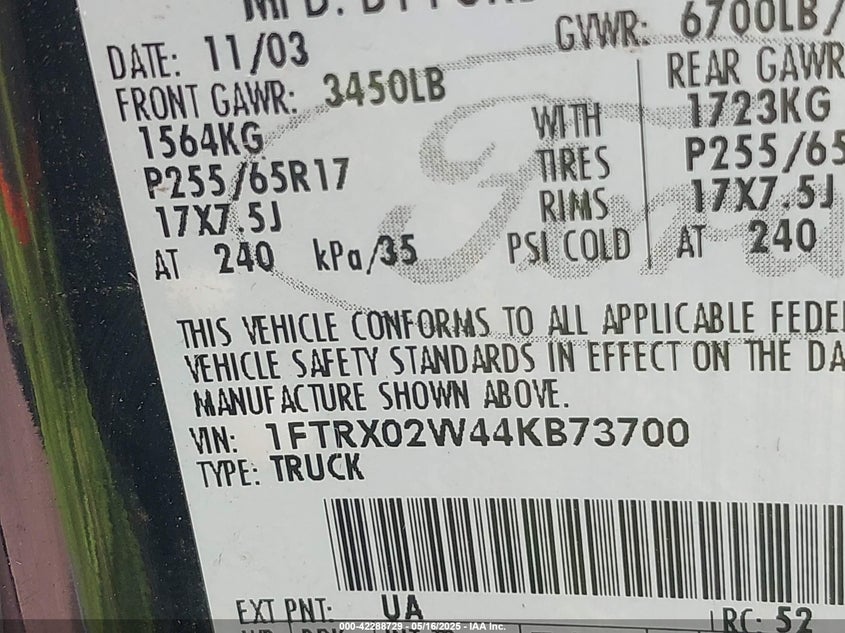 MFD. BY FOR
DATE: 11/03 GVWR: 6700LB/
FRONT GAWR: 3450LB REAR GAWR
1564KG WITH 1723KG
P255/65R17 TIRES P255/65
17X7.5J RIMS 17X7.5J
AT 240 kPa/35 PSI COLD AT 240
THIS VEHICLE CONFORMS TO ALL APPLICABLE FEDE
VEHICLE SAFETY STANDARDS IN EFFECT ON THE DA
MANUFACTURE SHOWN ABOVE.
VIN: 1FTRX02W44KB73700
TYPE: TRUCK
EXT PNT: UA RC: 52
000-42288729 - 05/16/2025 - IAA Inc.